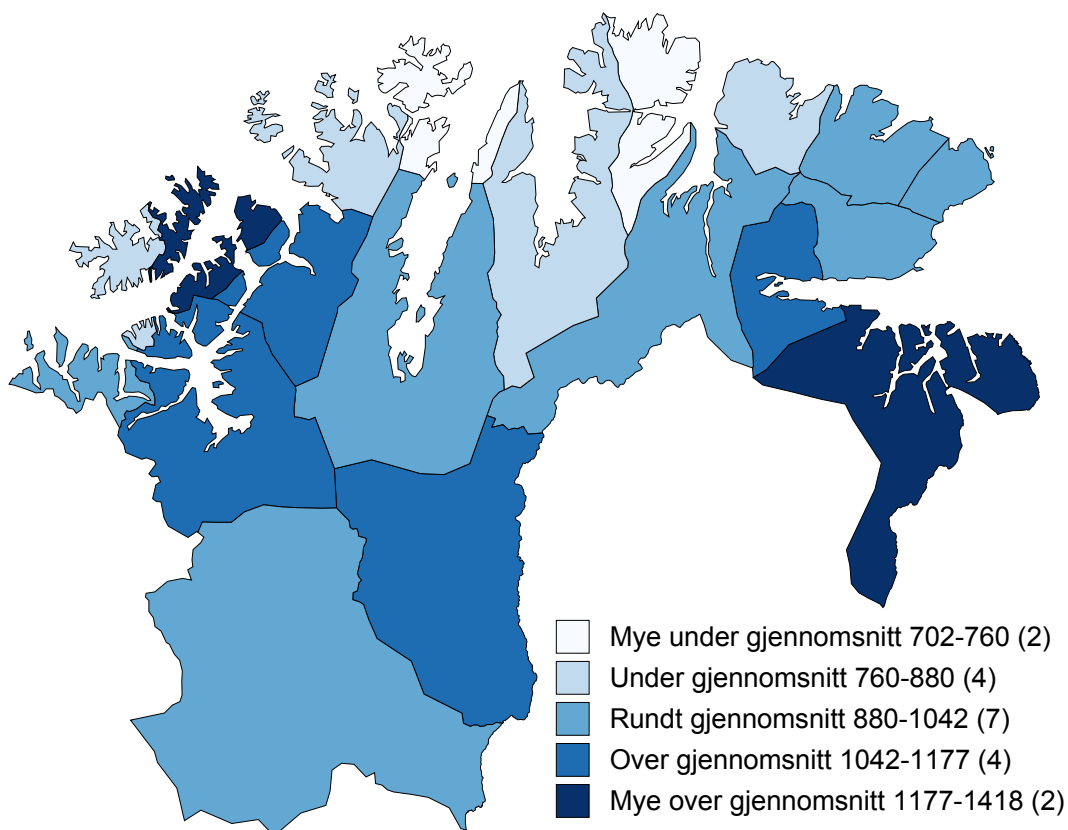 Mye under gjennomsnitt 702-760 (2)
Under gjennomsnitt 760-880 (4)
Rundt gjennomsnitt 880-1042 (7)
Over gjennomsnitt 1042-1177 (4)
Mye over gjennomsnitt 1177-1418 (2)